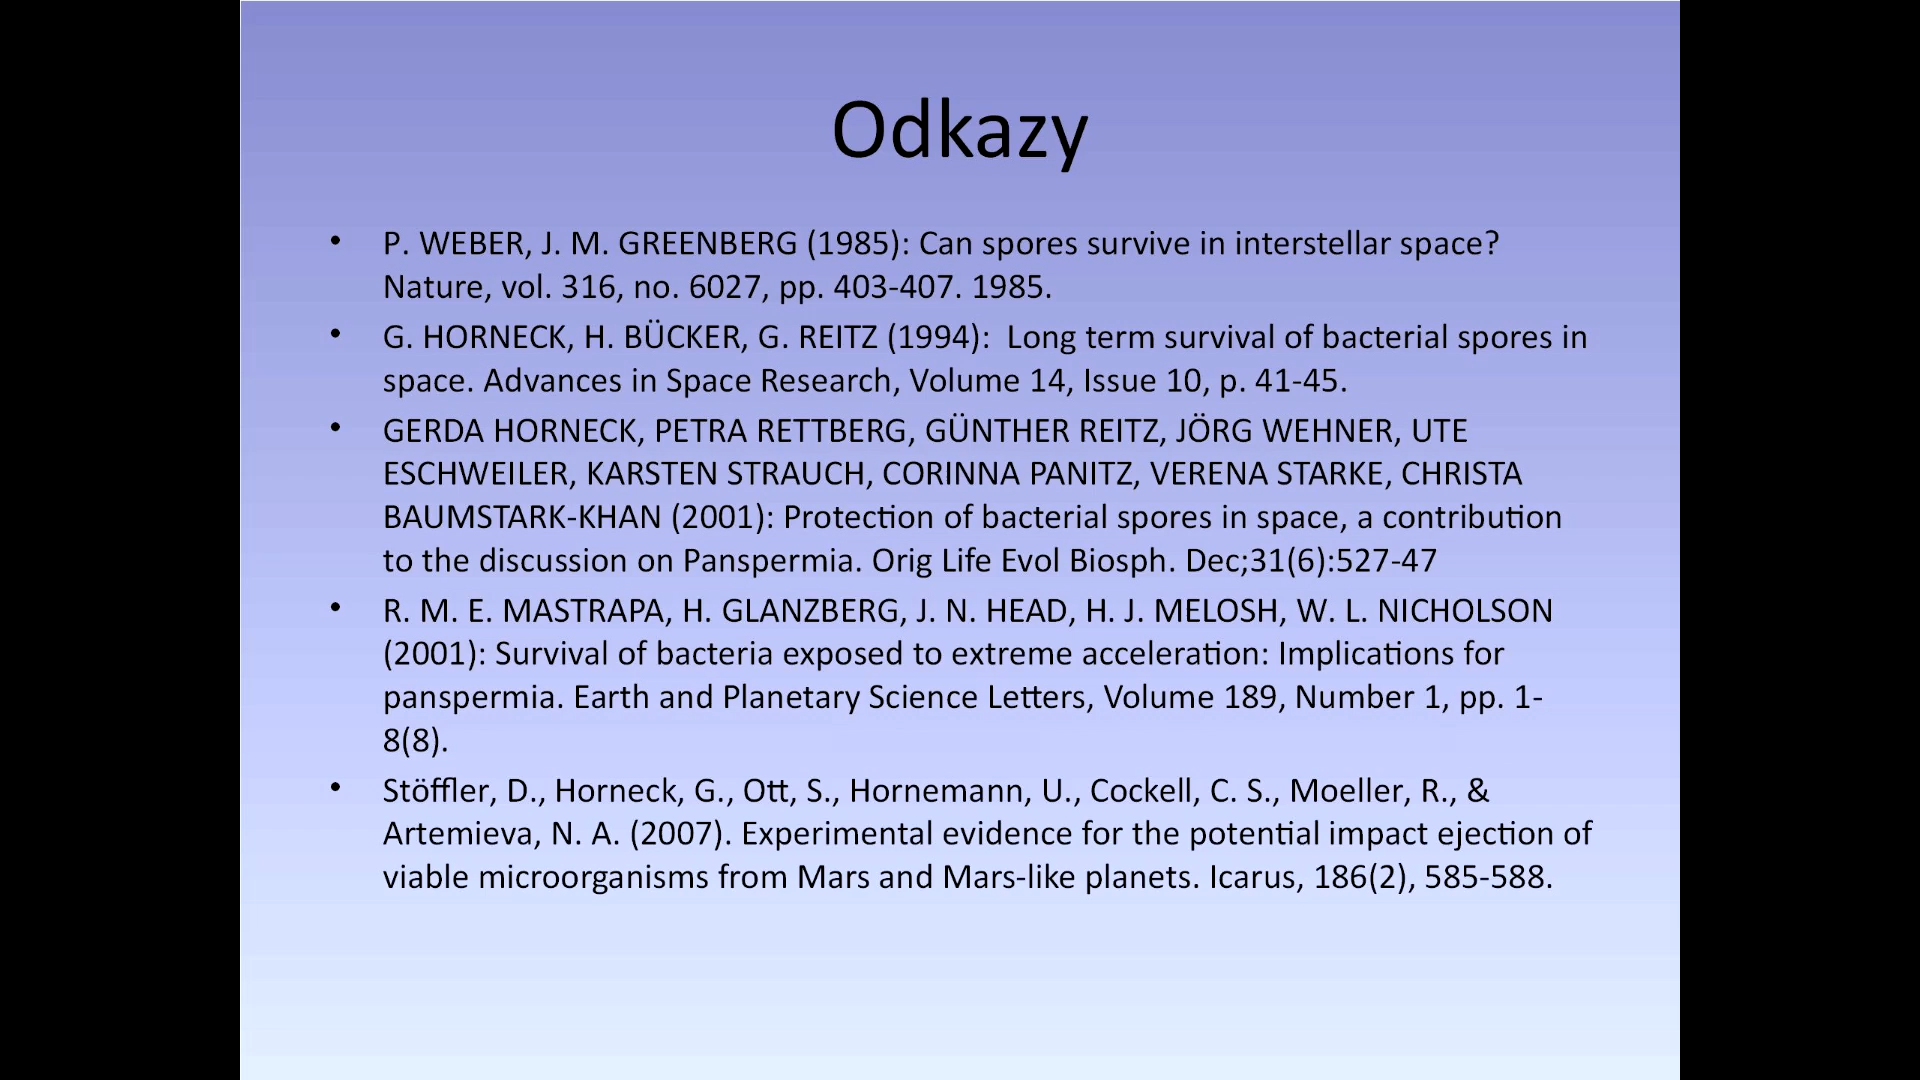 Odkazy
• P. WEBER, J. M. GREENBERG (1985): Can spores survive in interstellar space?
Nature, vol. 316, no. 6027, pp. 403-407. 1985.
• G. HORNECK, H. BÜCKER, G. REITZ (1994):  Long term survival of bacterial spores in
space. Advances in Space Research, Volume 14, Issue 10, p. 41-45.
• GERDA HORNECK, PETRA RETTBERG, GÜNTHER REITZ, JÖRG WEHNER, UTE
ESCHWEILER, KARSTEN STRAUCH, CORINNA PANITZ, VERENA STARKE, CHRISTA
BAUMSTARK-KHAN (2001): Protection of bacterial spores in space, a contribution
to the discussion on Panspermia. Orig Life Evol Biosph. Dec;31(6):527-47
• R. M. E. MASTRAPA, H. GLANZBERG, J. N. HEAD, H. J. MELOSH, W. L. NICHOLSON
(2001): Survival of bacteria exposed to extreme acceleration: Implications for
panspermia. Earth and Planetary Science Letters, Volume 189, Number 1, pp. 1-
8(8).
• Stöffler, D., Horneck, G., Ott, S., Hornemann, U., Cockell, C. S., Moeller, R., &
Artemieva, N. A. (2007). Experimental evidence for the potential impact ejection of
viable microorganisms from Mars and Mars-like planets. Icarus, 186(2), 585-588.